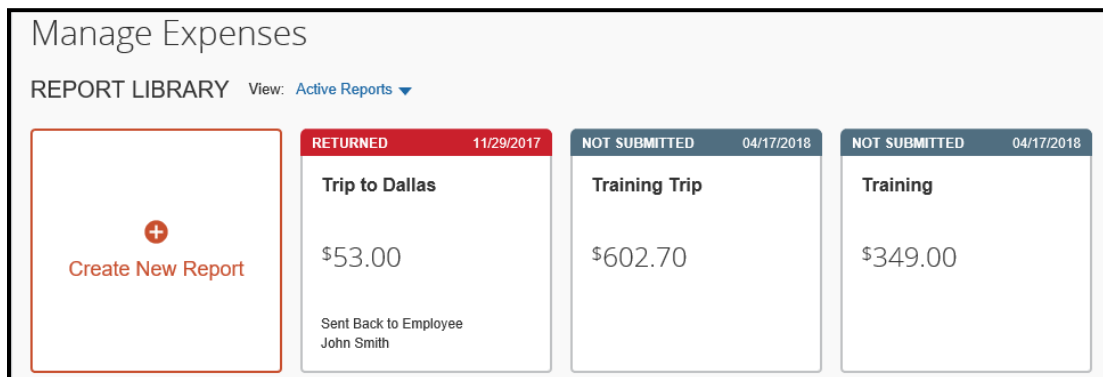 Manage Expenses
REPORT LIBRARY View: Active Reports
Create New Report
RETURNED 11/29/2017
Trip to Dallas
$53.00
Sent Back to Employee
John Smith
NOT SUBMITTED 04/17/2018
Training Trip
$602.70
NOT SUBMITTED 04/17/2018
Training
$349.00